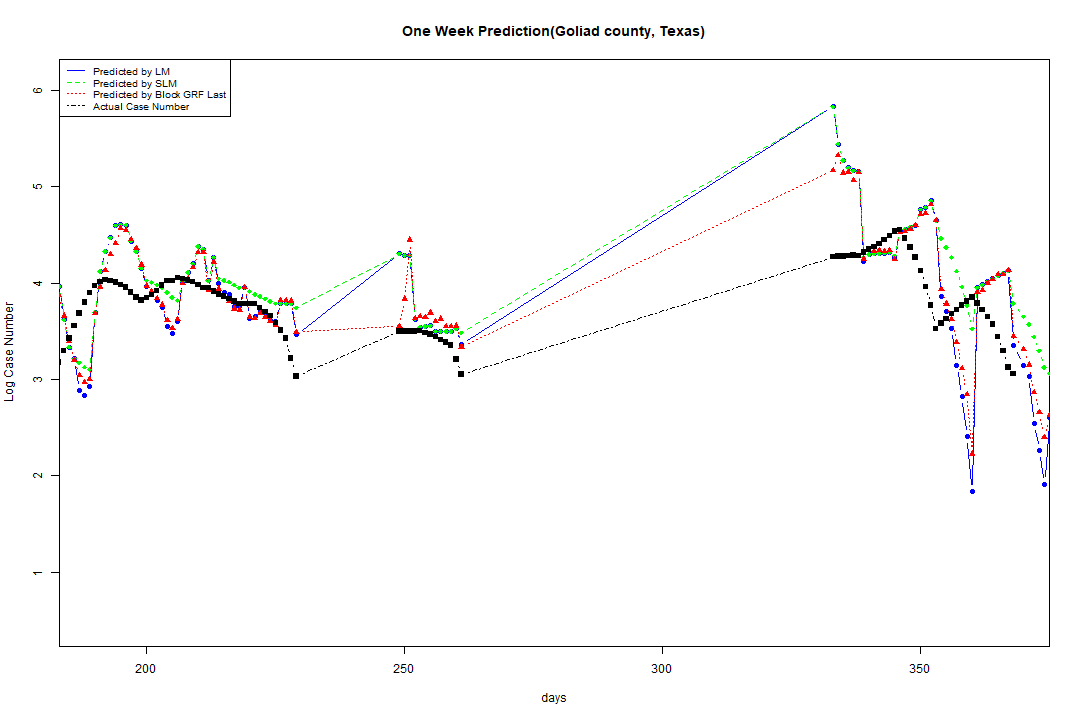 One Week Prediction(Goliad county, Texas)
Predicted by LM
Predicted by SLM
Predicted by Block GRF Last
Actual Case Number
6
5
4
3
2
1
Log Case Number
200 250 300 350
days